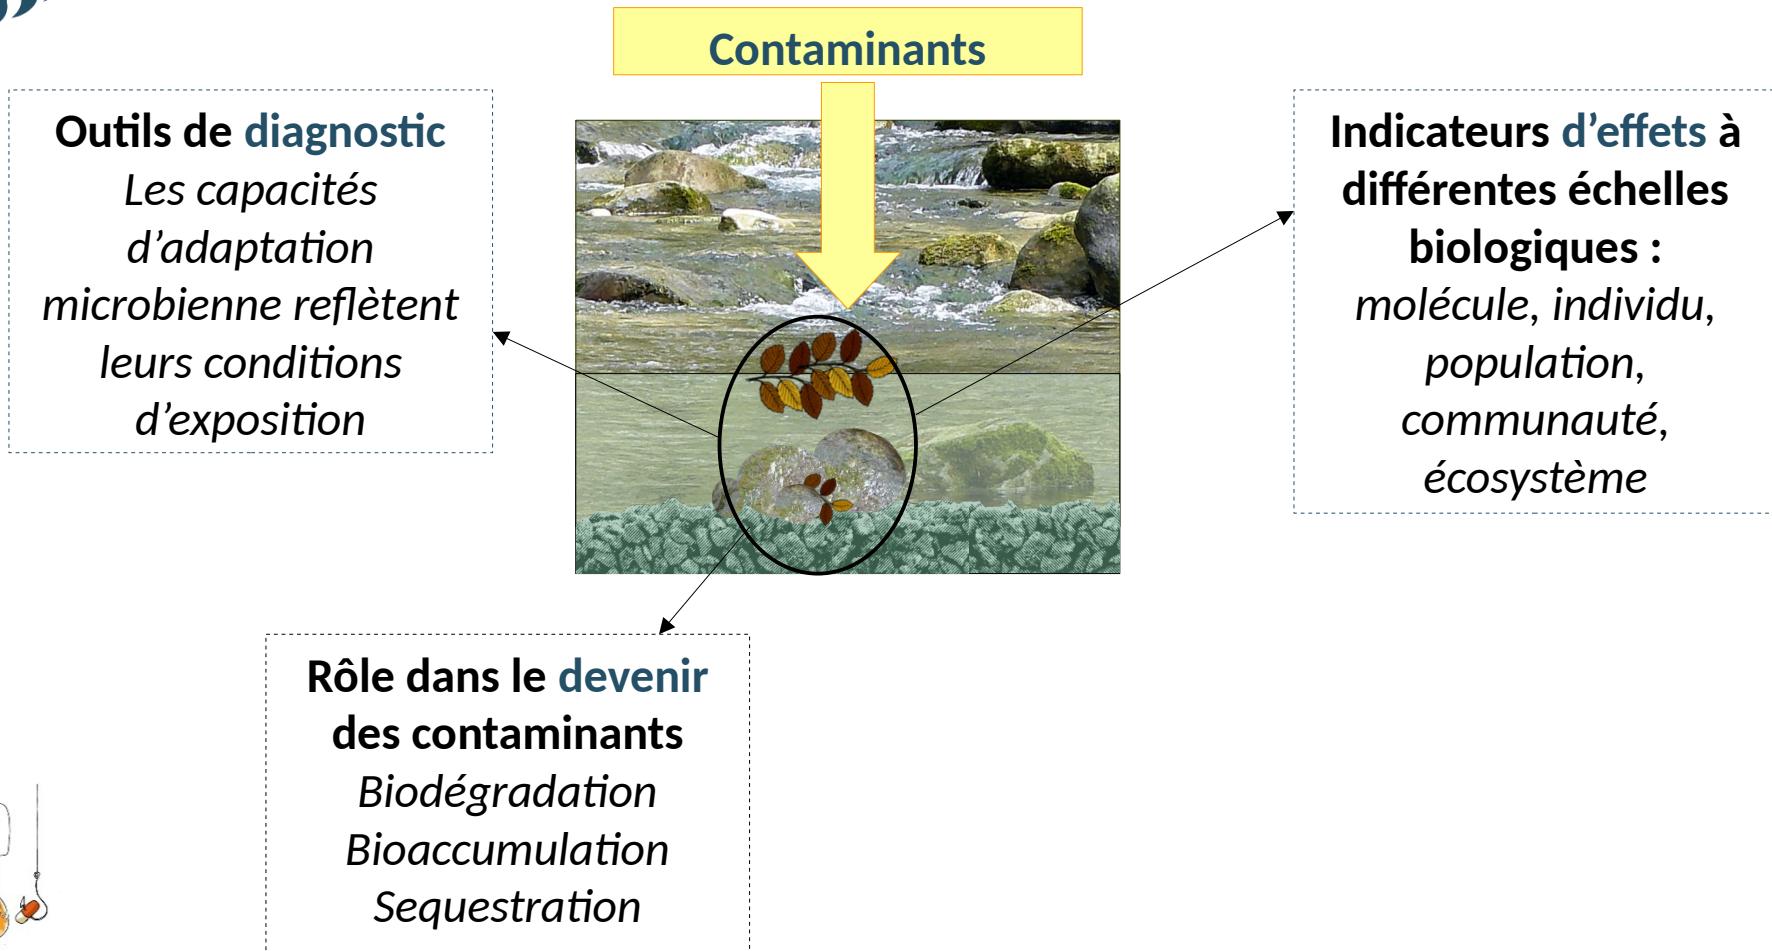 Contaminants
Outils de diagnostic
Les capacités
d’adaptation
microbienne reflètent
leurs conditions
d’exposition
Indicateurs d’effets à
différentes échelles
biologiques :
molécule, individu,
population,
communauté,
écosystème
Rôle dans le devenir
des contaminants
Biodégradation
Bioaccumulation
Sequestration